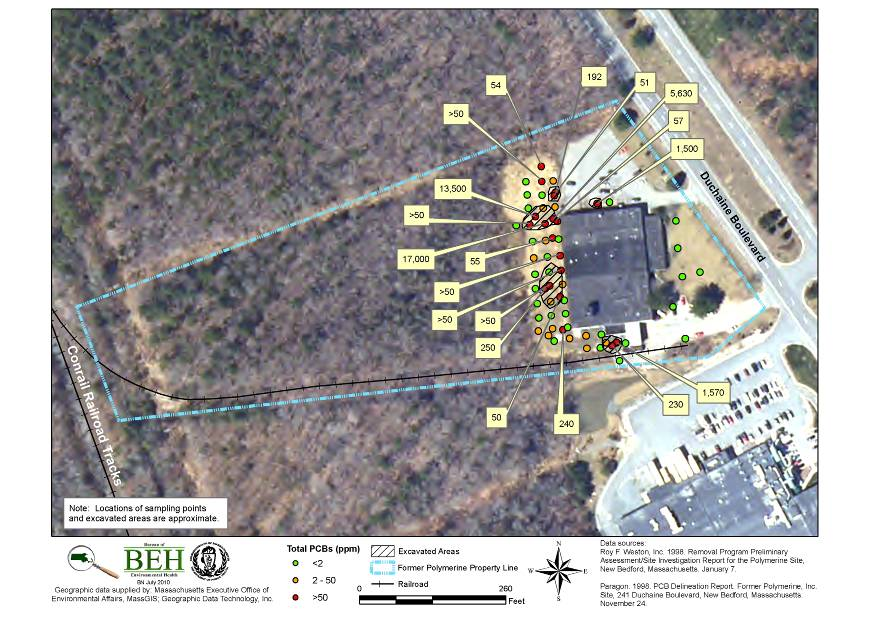 192
54
51
5,630
>50
57
1,500
13,500
>50
17,000
55
>50
>50
>50
250
50
240
230
1,570
Duchaine Boulevard
Conrail Railroad Tracks
Note: Locations of sampling points
and excavated areas are approximate.
Bureau of
BEH
Environmental Health
BN July 2010
Geographic data supplied by: Massachusetts Executive Office of
Environmental Affairs, MassGIS; Geographic Data Technology, Inc.
Total PCBs (ppm)
<2
2 - 50
>50
Excavated Areas
Former Polymerine Property Line
Railroad
0 260
Feet
N
W E
S
Data sources:
Roy F. Weston, Inc. 1998. Removal Program Preliminary
Assessment/Site Investigation Report for the Polymerine Site,
New Bedford, Massachusetts. January 7.
Paragon. 1998. PCB Delineation Report. Former Polymerine, Inc.
Site, 241 Duchaine Boulevard, New Bedford, Massachusetts.
November 24.